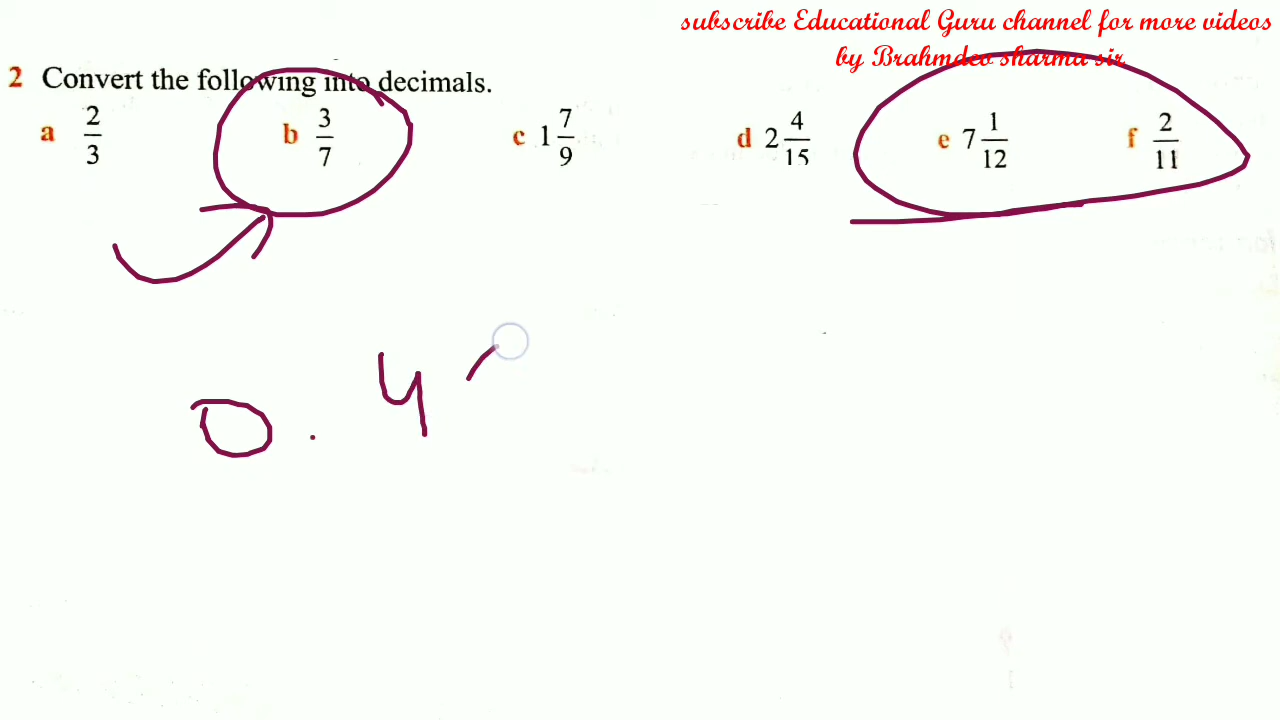 subscribe Educational Guru channel for more videos
by Brahmdeo sharma sir
2 Convert the following into decimals.
a 2/3 b 3/7 c 1 7/9 d 2 4/15 e 7 1/12 f 2/11
0.4